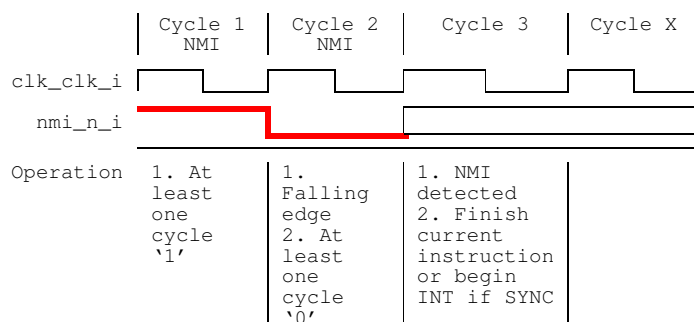 Cycle 1 Cycle 2 Cycle 3 Cycle X
NMI NMI
clk_clk_i
nmi_n_i
Operation
1. At
least
one
cycle
‘1’
1.
Falling
edge
2. At
least
one
cycle
‘0’
1. NMI
detected
2. Finish
current
instruction
or begin
INT if SYNC